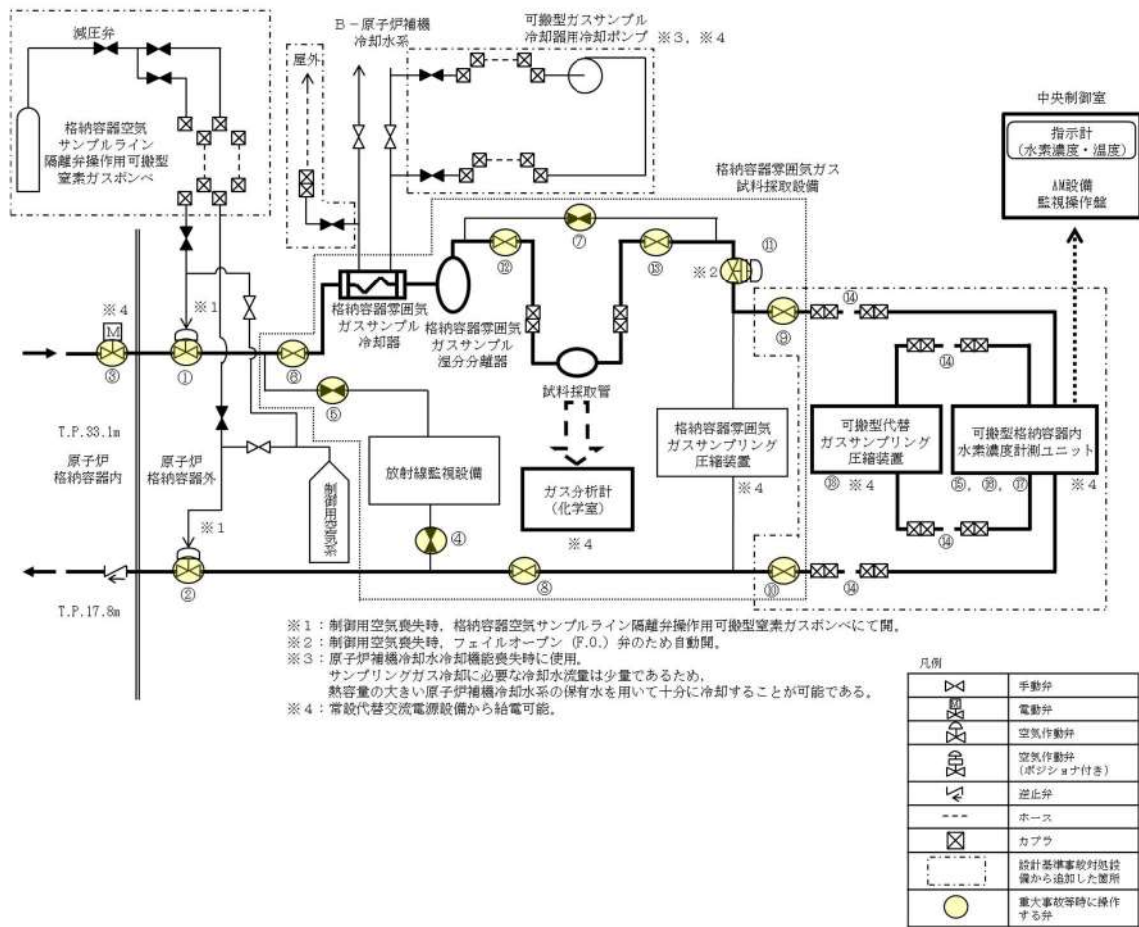 減圧弁
格納容器空気
サンプルライン
隔離弁操作用可搬型
窒素ガスボンベ
B－原子炉補機
冷却水系
屋外
可搬型ガスサンプル
冷却器用冷却ポンプ ※3，※4
格納容器雰囲気ガス
試料採取設備
中央制御室
指示計
(水素濃度・温度)
AM設備
監視操作盤
⑦
⑫
⑬
⑪
※2
⑨
⑭
格納容器雰囲気
ガスサンプル
冷却器
格納容器雰囲気
ガスサンプル
湿分分離器
試料採取管
※4
M
③
※1
①
⑥
⑤
T.P.33.1m
原子炉
格納容器内
原子炉
格納容器外
制御用空気系
放射線監視設備
④
ガス分析計
(化学室)
※4
格納容器雰囲気
ガスサンプリング
圧縮装置
※4
⑭
可搬型代替
ガスサンプリング
圧縮装置
⑱ ※4
可搬型格納容器内
水素濃度計測ユニット
⑮，⑯，⑰ ※4
⑭
※1
②
⑧
⑩
⑭
T.P.17.8m
※1：制御用空気喪失時，格納容器空気サンプルライン隔離弁操作用可搬型窒素ガスボンベにて開。
※2：制御用空気喪失時，フェイルオープン (F.O.) 弁のため自動開。
※3：原子炉補機冷却水冷却機能喪失時に使用。
サンプリングガス冷却に必要な冷却水流量は少量であるため，
熱容量の大きい原子炉補機冷却水系の保有水を用いて十分に冷却することが可能である。
※4：常設代替交流電源設備から給電可能。
凡例
手動弁
M
電動弁
空気作動弁
空気作動弁
(ポジショナ付き)
逆止弁
ホース
カプラ
設計基準事故対処設
備から追加した箇所
重大事故等時に操作
する弁